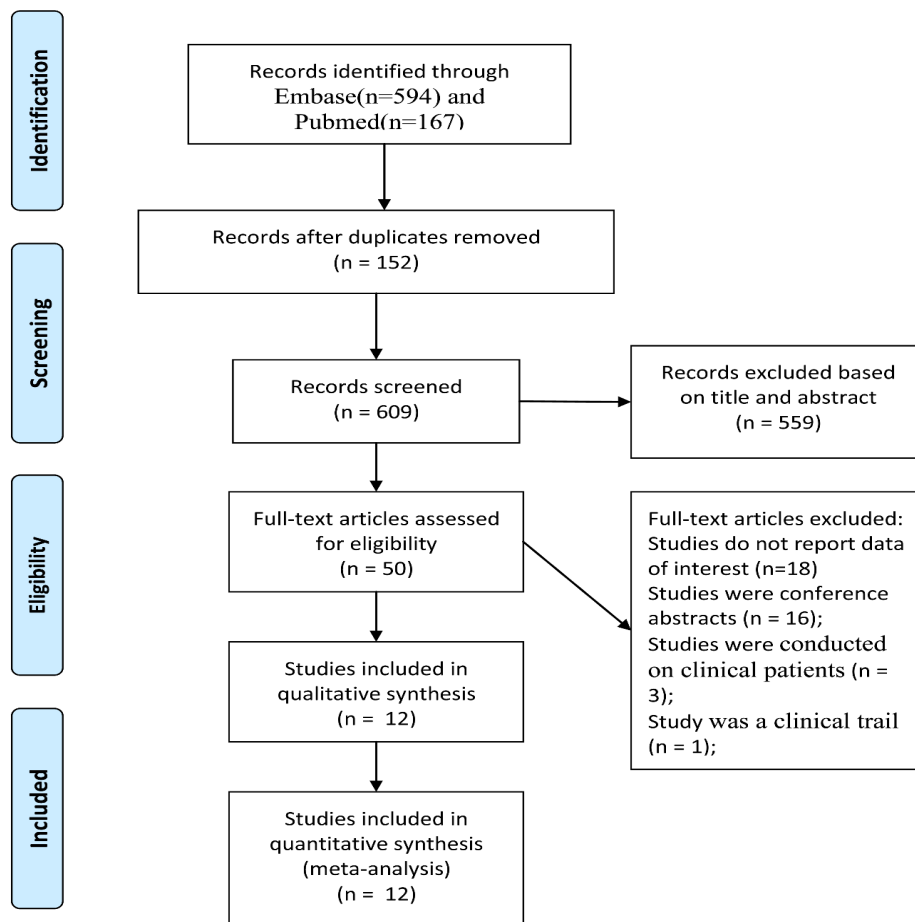 Identification
Records identified through
Embase(n=594) and
Pubmed(n=167)
Records after duplicates removed
(n = 152)
Screening
Records screened
(n = 609)
Records excluded based
on title and abstract
(n = 559)
Eligibility
Full-text articles assessed
for eligibility
(n = 50)
Full-text articles excluded:
Studies do not report data
of interest (n=18)
Studies were conference
abstracts (n = 16);
Studies were conducted
on clinical patients (n =
3);
Study was a clinical trail
(n = 1);
Studies included in
qualitative synthesis
(n = 12)
Included
Studies included in
quantitative synthesis
(meta-analysis)
(n = 12)